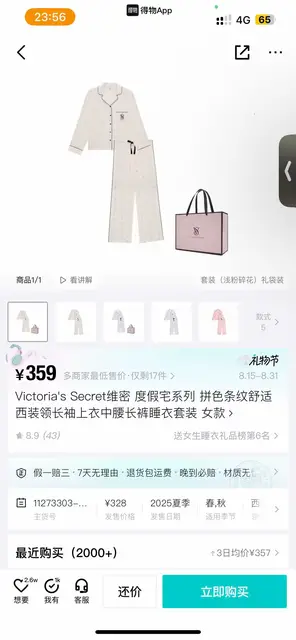 23:56
得物 得物App
4G 65
商品1/1
看讲解
套装（浅粉碎花）礼袋装
款式
5
¥359 多商家最低售价·仅剩17件
礼物节
8.15–8.31
Victoria's Secret维密 度假宅系列 拼色条纹舒适
西装领长袖上衣中腰长裤睡衣套装 女款
8.9 (43)
送女生睡衣礼品榜第6名
假一赔三 · 7天无理由 · 退货包运费 · 晚到必赔 · 材质无忧
11273303-... ¥328 2025夏季 春,秋 西
主货号 发售价格 发售日期 适用季节
最近购买（2000+）
3日均价¥357
2.6w
想要
1k
我有
客服
还价
立即购买